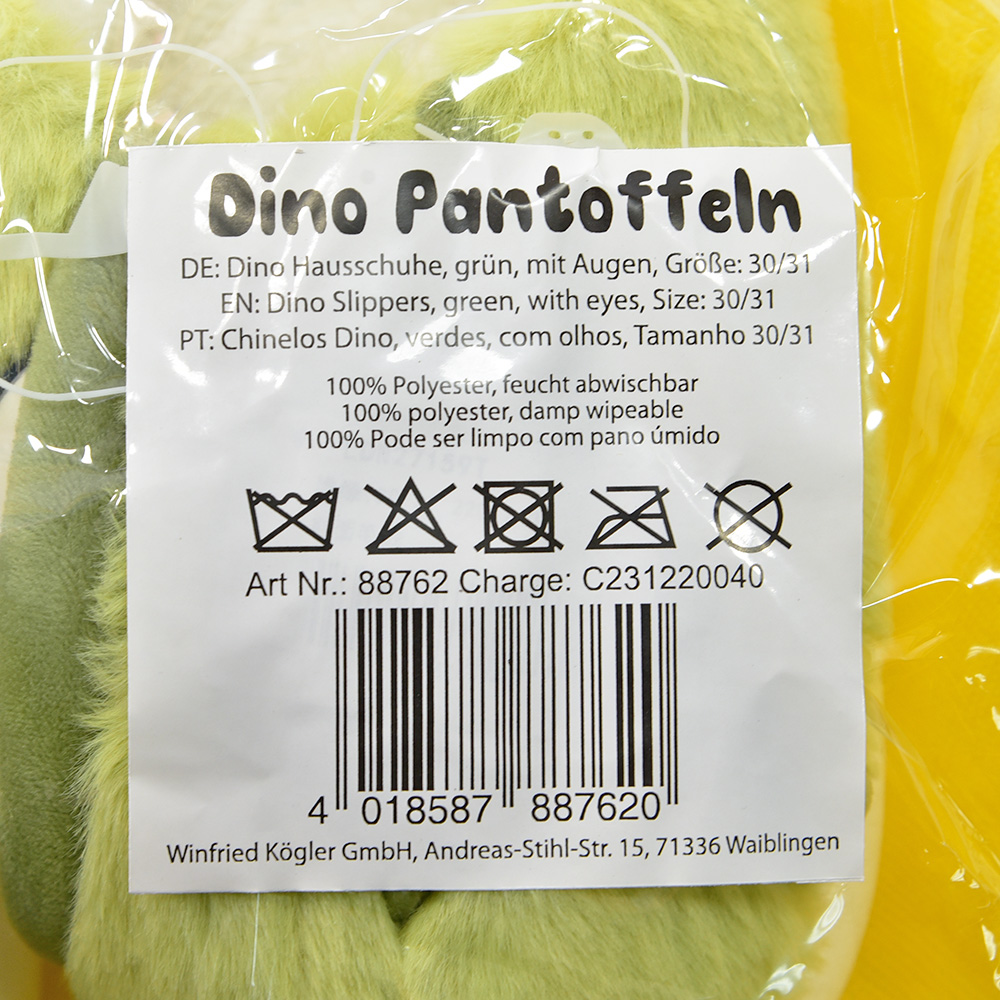 Dino Pantoffeln
DE: Dino Hausschuhe, grün, mit Augen, Größe: 30/31
EN: Dino Slippers, green, with eyes, Size: 30/31
PT: Chinelos Dino, verdes, com olhos, Tamanho 30/31
100% Polyester, feucht abwischbar
100% polyester, damp wipeable
100% Pode ser limpo com pano úmido
Art Nr.: 88762 Charge: C231220040
4 018587 887620
Winfried Kögler GmbH, Andreas-Stihl-Str. 15, 71336 Waiblingen